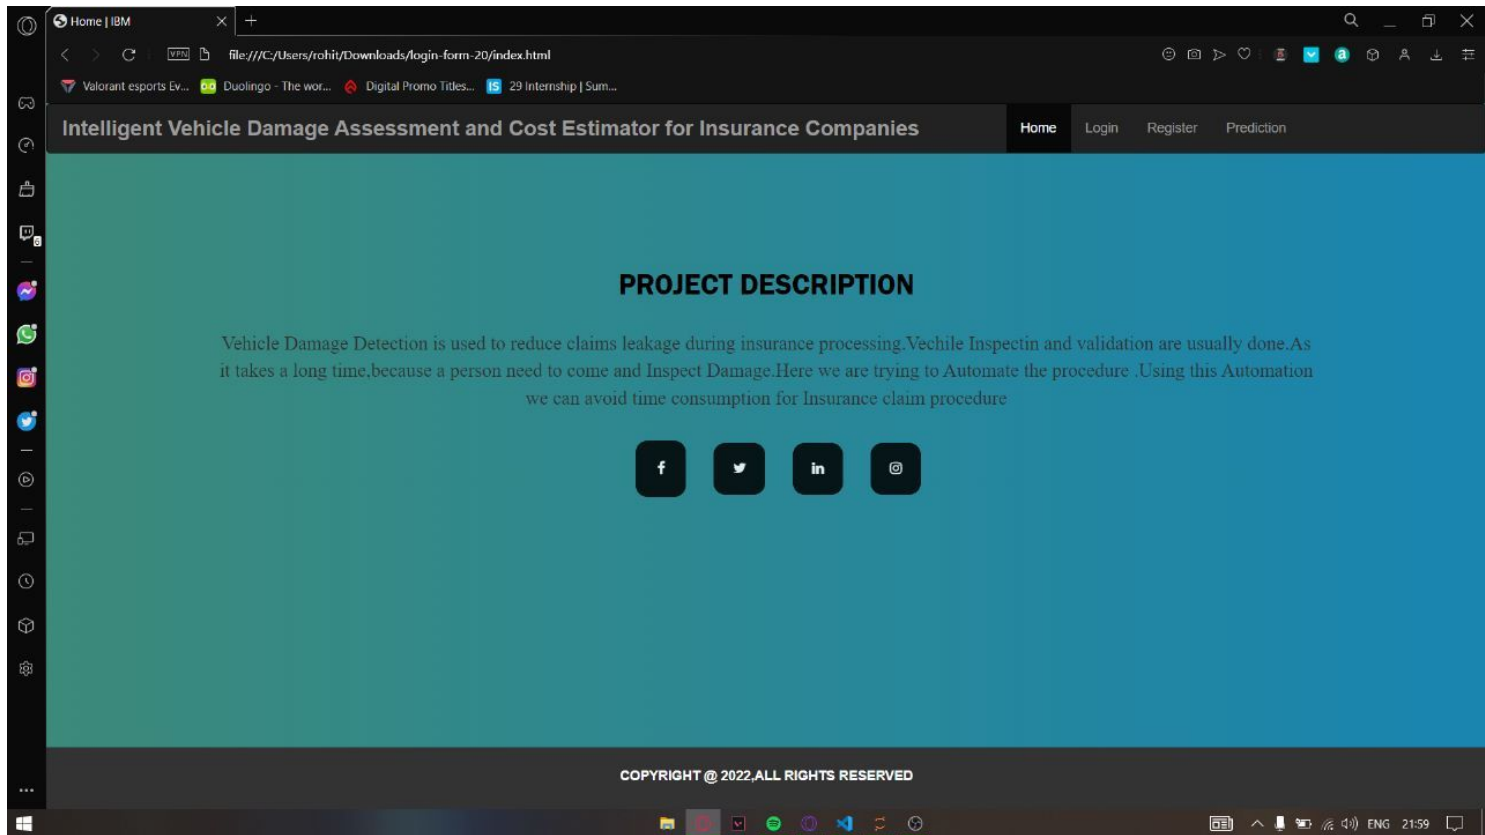 Home | IBM
VPN file:///C:/Users/rohit/Downloads/login-form-20/index.html
Valorant esports Ev... Duolingo - The wor... Digital Promo Titles... IS 29 Internship | Sum...
Intelligent Vehicle Damage Assessment and Cost Estimator for Insurance Companies Home Login Register Prediction
6
PROJECT DESCRIPTION
Vehicle Damage Detection is used to reduce claims leakage during insurance processing.Vechile Inspectin and validation are usually done.As
it takes a long time,because a person need to come and Inspect Damage.Here we are trying to Automate the procedure .Using this Automation
we can avoid time consumption for Insurance claim procedure
COPYRIGHT @ 2022,ALL RIGHTS RESERVED
ENG 21:59